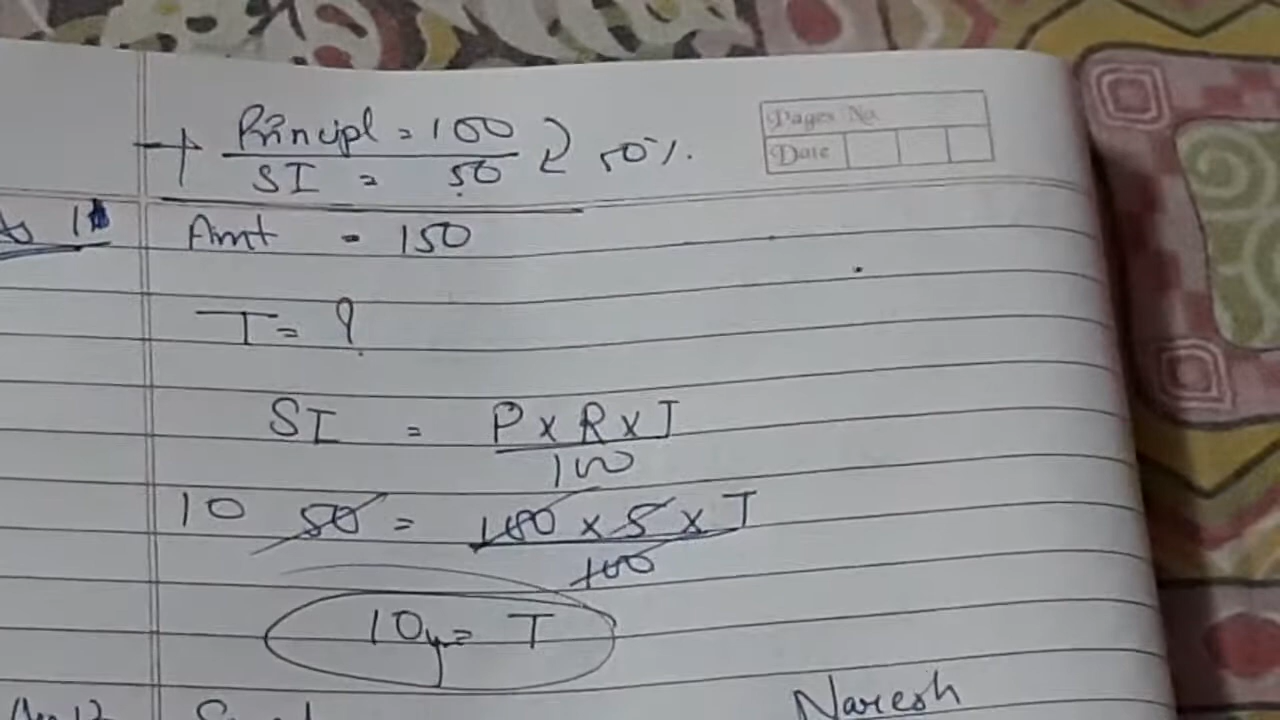 Principl = 100
SI = 50
50%.
Pages No.
Date
Amt = 150
T = ?
SI = P x R x T
100
10 50 = 100 x 5 x T
100
10y = T
Naresh